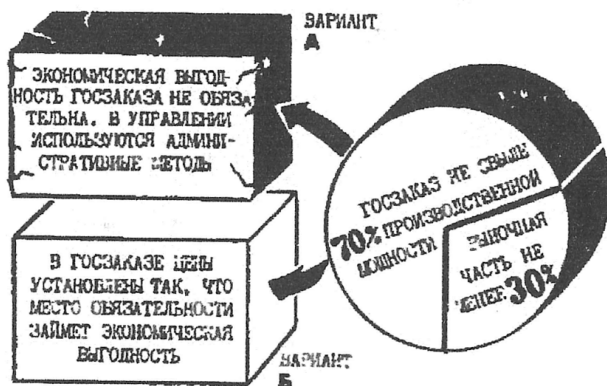 ВАРИАНТ
А
ЭКОНОМИЧЕСКАЯ ВЫГОД-
НОСТЬ ГОСЗАКАЗА НЕ ОБЯЗА-
ТЕЛЬНА. В УПРАВЛЕНИИ
ИСПОЛЬЗУЮТСЯ АДМИНИ-
СТРАТИВНЫЕ МЕТОДЫ
ГОСЗАКАЗ НЕ СВЫШЕ
70% ПРОИЗВОДСТВЕННОЙ
МОЩНОСТИ
РЫНОЧНАЯ
ЧАСТЬ НЕ
МЕНЕЕ 30%
В ГОСЗАКАЗЕ ЦЕНЫ
УСТАНОВЛЕНЫ ТАК, ЧТО
МЕСТО ОБЯЗАТЕЛЬНОСТИ
ЗАЙМЕТ ЭКОНОМИЧЕСКАЯ
ВЫГОДНОСТЬ
ВАРИАНТ
Б